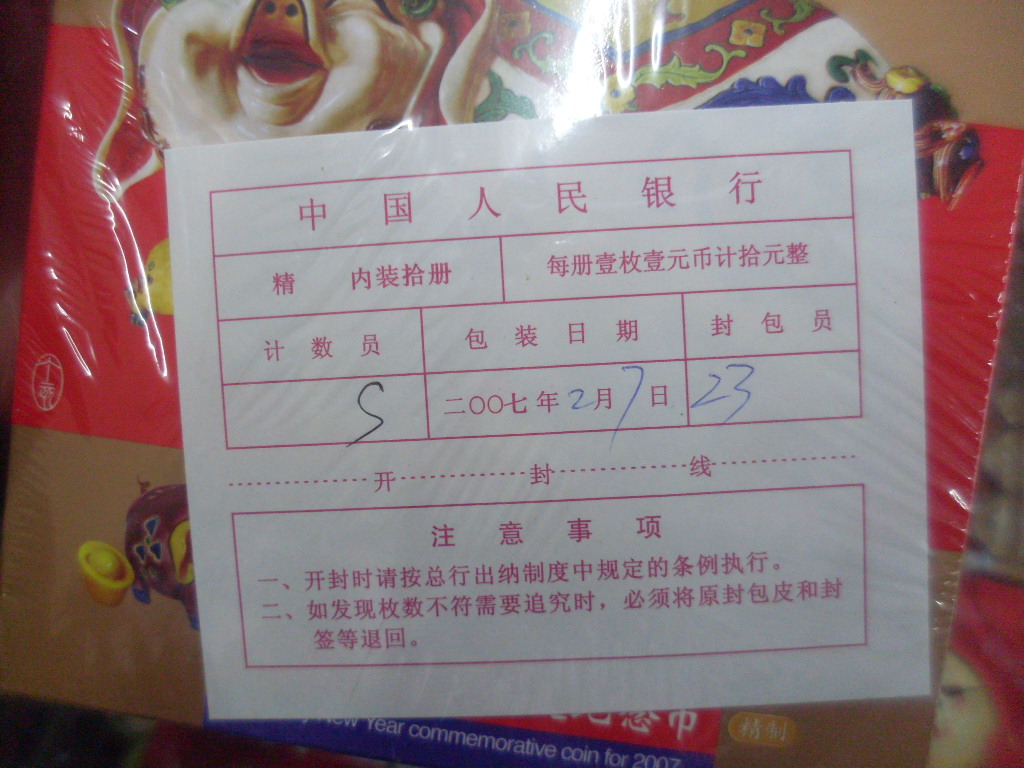 中国人民银行
精 内装拾册 每册壹枚壹元币计拾元整
计数员 包装日期 封包员
S 二〇〇七年2月7日 23
开封线
注意事项
一、开封时请按总行出纳制度中规定的条例执行。
二、如发现枚数不符需要追究时，必须将原封包皮和封
签等退回。
念币
精制
New Year commemorative coin for 2007